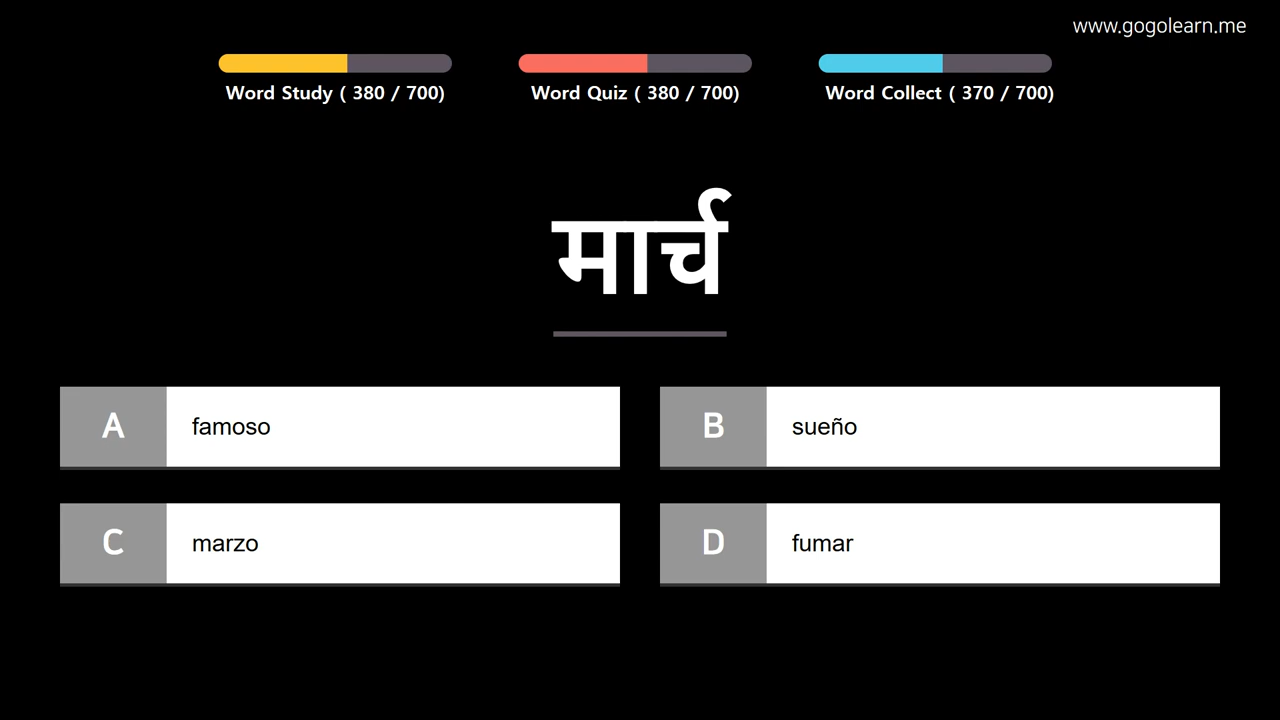 www.gogolearn.me
Word Study ( 380 / 700)
Word Quiz ( 380 / 700)
Word Collect ( 370 / 700)
मार्च
A famoso
B sueño
C marzo
D fumar